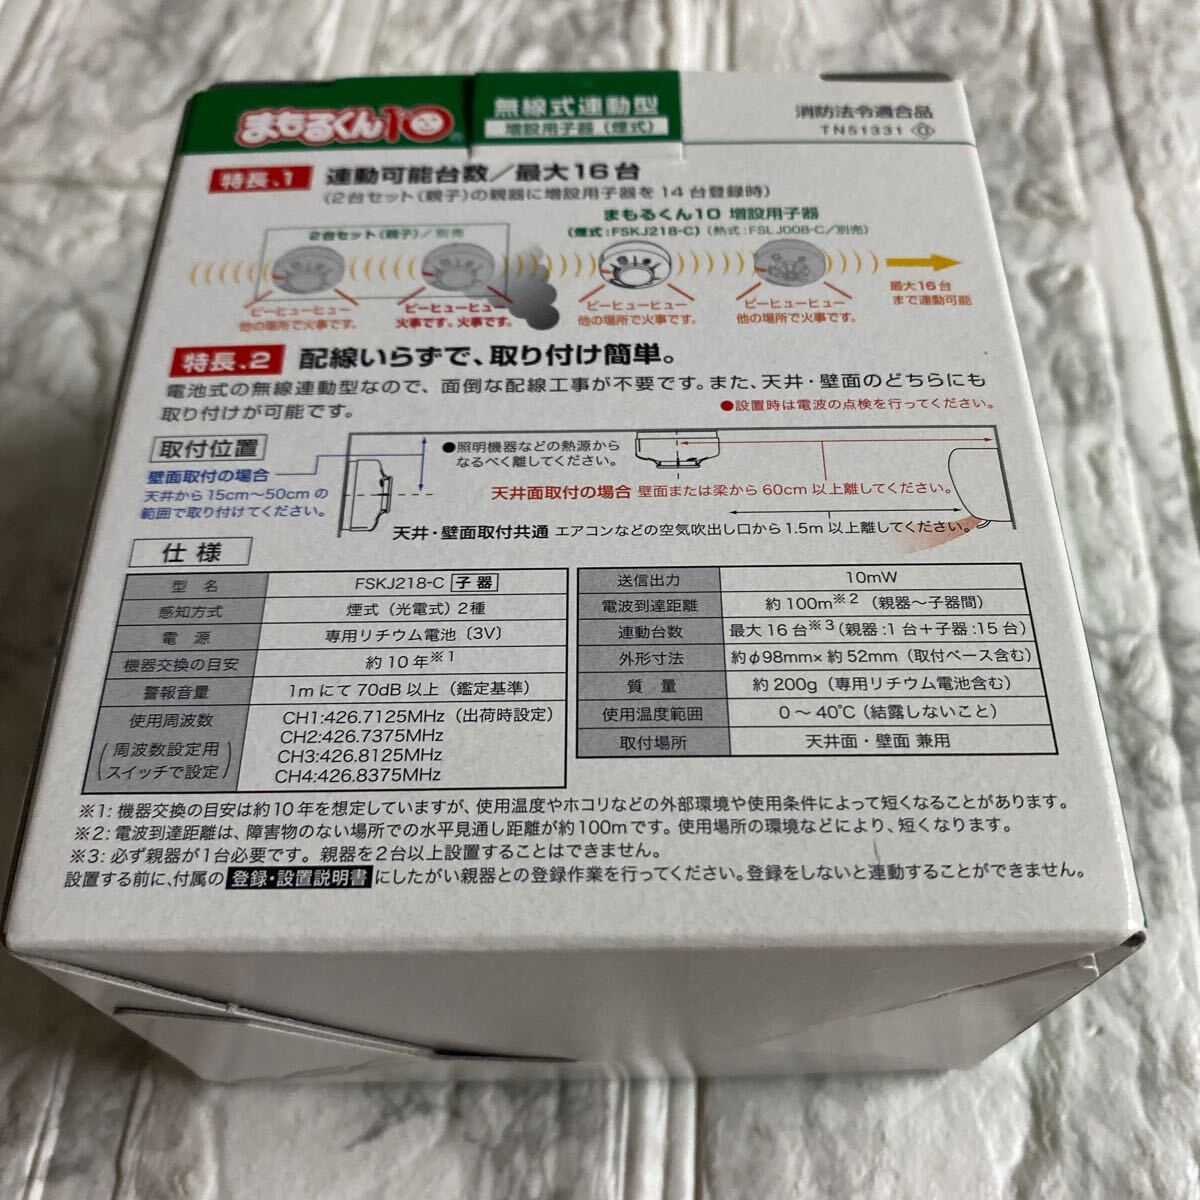 まもるくん10®
無線式連動型
増設用子器（煙式）
消防法令適合品
TN51331
特長.1 連動可能台数／最大16台
（2台セット（親子）の親器に増設用子器を14台登録時）
まもるくん10 増設用子器
2台セット（親子）／別売
（煙式：FSKJ218-C）（熱式：FSLJ008-C／別売）
ピーヒューヒュー
他の場所で火事です。
ピーヒューヒュー
火事です。火事です。
ピーヒューヒュー
他の場所で火事です。
ピーヒューヒュー
他の場所で火事です。
最大16台
まで連動可能
特長.2 配線いらずで、取り付け簡単。
電池式の無線連動型なので、面倒な配線工事が不要です。また、天井・壁面のどちらにも
取り付けが可能です。
●設置時は電波の点検を行ってください。
取付位置
壁面取付の場合
天井から15cm～50cmの
範囲で取り付けてください。
●照明機器などの熱源から
なるべく離してください。
天井面取付の場合 壁面または梁から60cm以上離してください。
天井・壁面取付共通 エアコンなどの空気吹出し口から1.5m以上離してください。
仕様
型名 FSKJ218-C 子器
感知方式 煙式（光電式）2種
電源 専用リチウム電池〔3V〕
機器交換の目安 約10年※1
警報音量 1mにて70dB以上（鑑定基準）
使用周波数
（周波数設定用
スイッチで設定）
CH1:426.7125MHz（出荷時設定）
CH2:426.7375MHz
CH3:426.8125MHz
CH4:426.8375MHz
送信出力 10mW
電波到達距離 約100m※2（親器～子器間）
連動台数 最大16台※3（親器:1台＋子器:15台）
外形寸法 約φ98mm×約52mm（取付ベース含む）
質量 約200g（専用リチウム電池含む）
使用温度範囲 0～40℃（結露しないこと）
取付場所 天井面・壁面 兼用
※1: 機器交換の目安は約10年を想定していますが、使用温度やホコリなどの外部環境や使用条件によって短くなることがあります。
※2: 電波到達距離は、障害物のない場所での水平見通し距離が約100mです。使用場所の環境などにより、短くなります。
※3: 必ず親器が1台必要です。親器を2台以上設置することはできません。
設置する前に、付属の 登録・設置説明書 にしたがい親器との登録作業を行ってください。登録をしないと連動することができません。